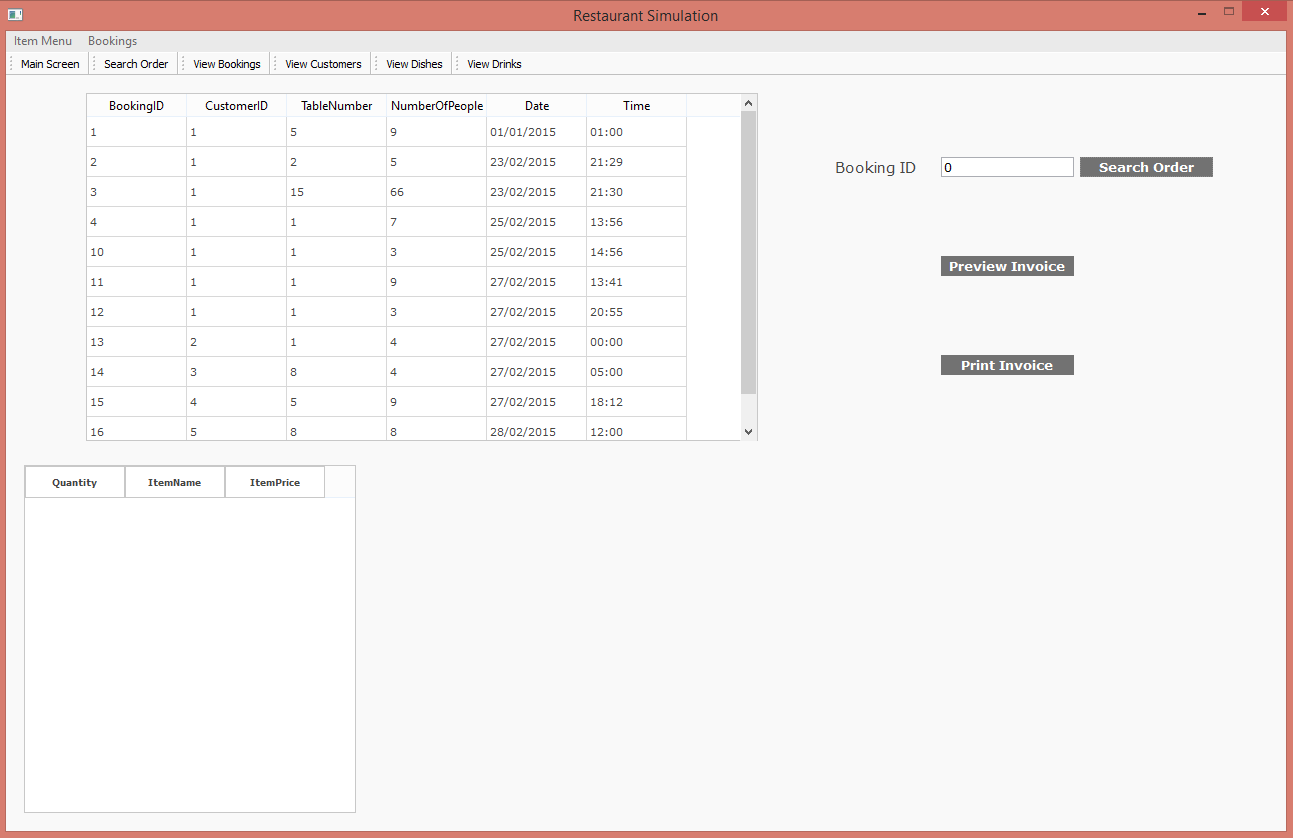 Restaurant Simulation
Item Menu Bookings
Main Screen Search Order View Bookings View Customers View Dishes View Drinks
BookingID CustomerID TableNumber NumberOfPeople Date Time
1 1 5 9 01/01/2015 01:00
2 1 2 5 23/02/2015 21:29
3 1 15 66 23/02/2015 21:30
4 1 1 7 25/02/2015 13:56
10 1 1 3 25/02/2015 14:56
11 1 1 9 27/02/2015 13:41
12 1 1 3 27/02/2015 20:55
13 2 1 4 27/02/2015 00:00
14 3 8 4 27/02/2015 05:00
15 4 5 9 27/02/2015 18:12
16 5 8 8 28/02/2015 12:00
Booking ID 0 Search Order
Preview Invoice
Print Invoice
Quantity ItemName ItemPrice